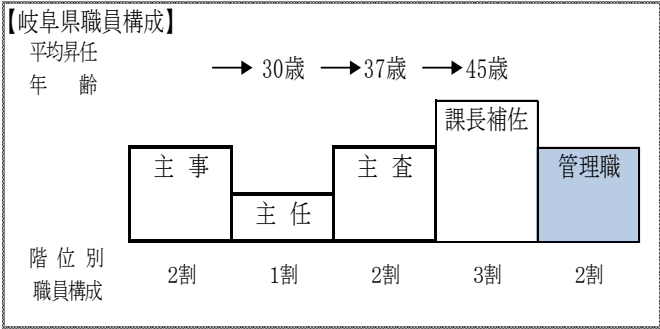 【岐阜県職員構成】
平均昇任
年　齢
→ 30歳 → 37歳 → 45歳
課長補佐
主 事
主 査
管理職
主 任
階 位 別
職員構成
2割 1割 2割 3割 2割